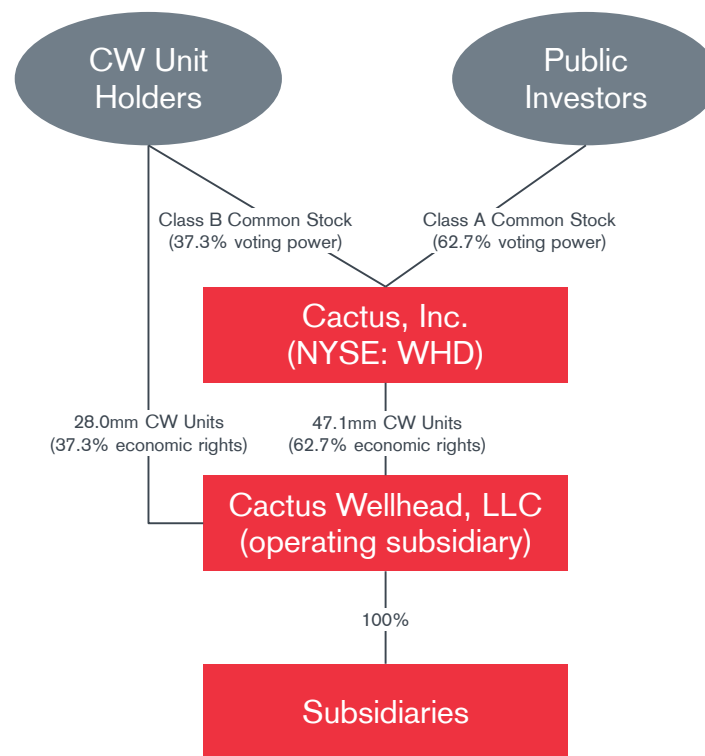 CW Unit
Holders
Public
Investors
Class B Common Stock
(37.3% voting power)
Class A Common Stock
(62.7% voting power)
Cactus, Inc.
(NYSE: WHD)
28.0mm CW Units
(37.3% economic rights)
47.1mm CW Units
(62.7% economic rights)
Cactus Wellhead, LLC
(operating subsidiary)
100%
Subsidiaries